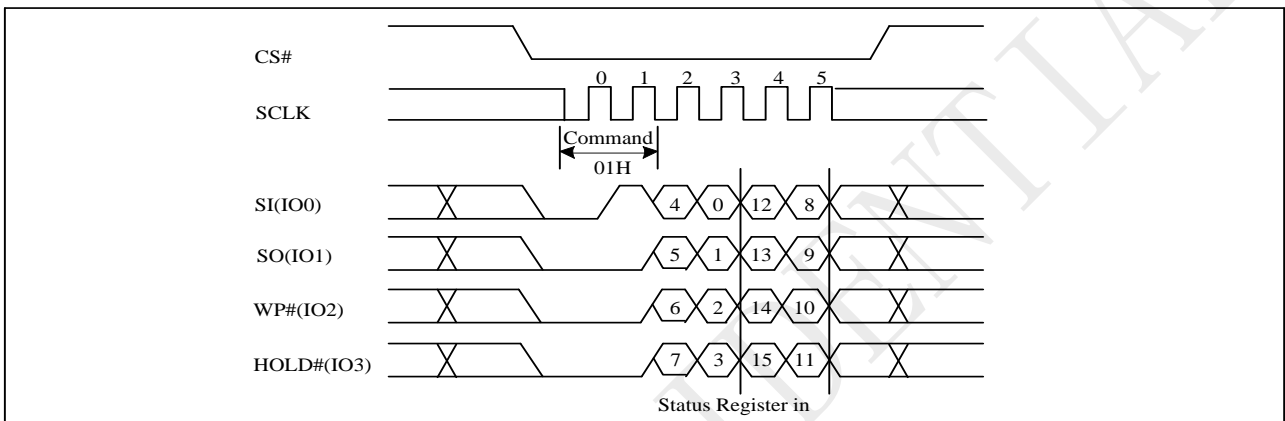 CS#
0 1 2 3 4 5
SCLK
Command
01H
SI(IO0) 4 0 12 8
SO(IO1) 5 1 13 9
WP#(IO2) 6 2 14 10
HOLD#(IO3) 7 3 15 11
Status Register in
DENTIA